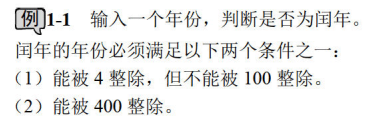 例1-1 输入一个年份，判断是否为闰年。
闰年的年份必须满足以下两个条件之一：
（1）能被 4 整除，但不能被 100 整除。
（2）能被 400 整除。